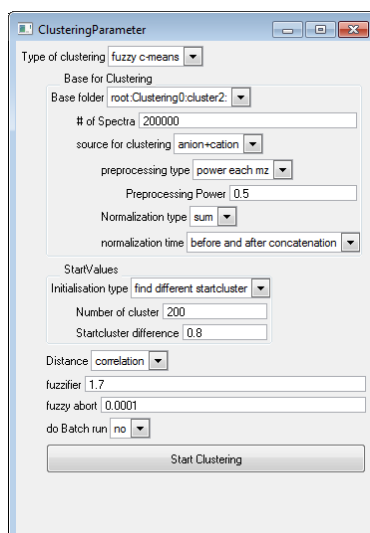 ClusteringParameter
Type of clustering fuzzy c-means
Base for Clustering
Base folder root:Clustering0:cluster2:
# of Spectra 200000
source for clustering anion+cation
preprocessing type power each mz
Preprocessing Power 0.5
Normalization type sum
normalization time before and after concatenation
StartValues
Initialisation type find different startcluster
Number of cluster 200
Startcluster difference 0.8
Distance correlation
fuzzifier 1.7
fuzzy abort 0.0001
do Batch run no
Start Clustering